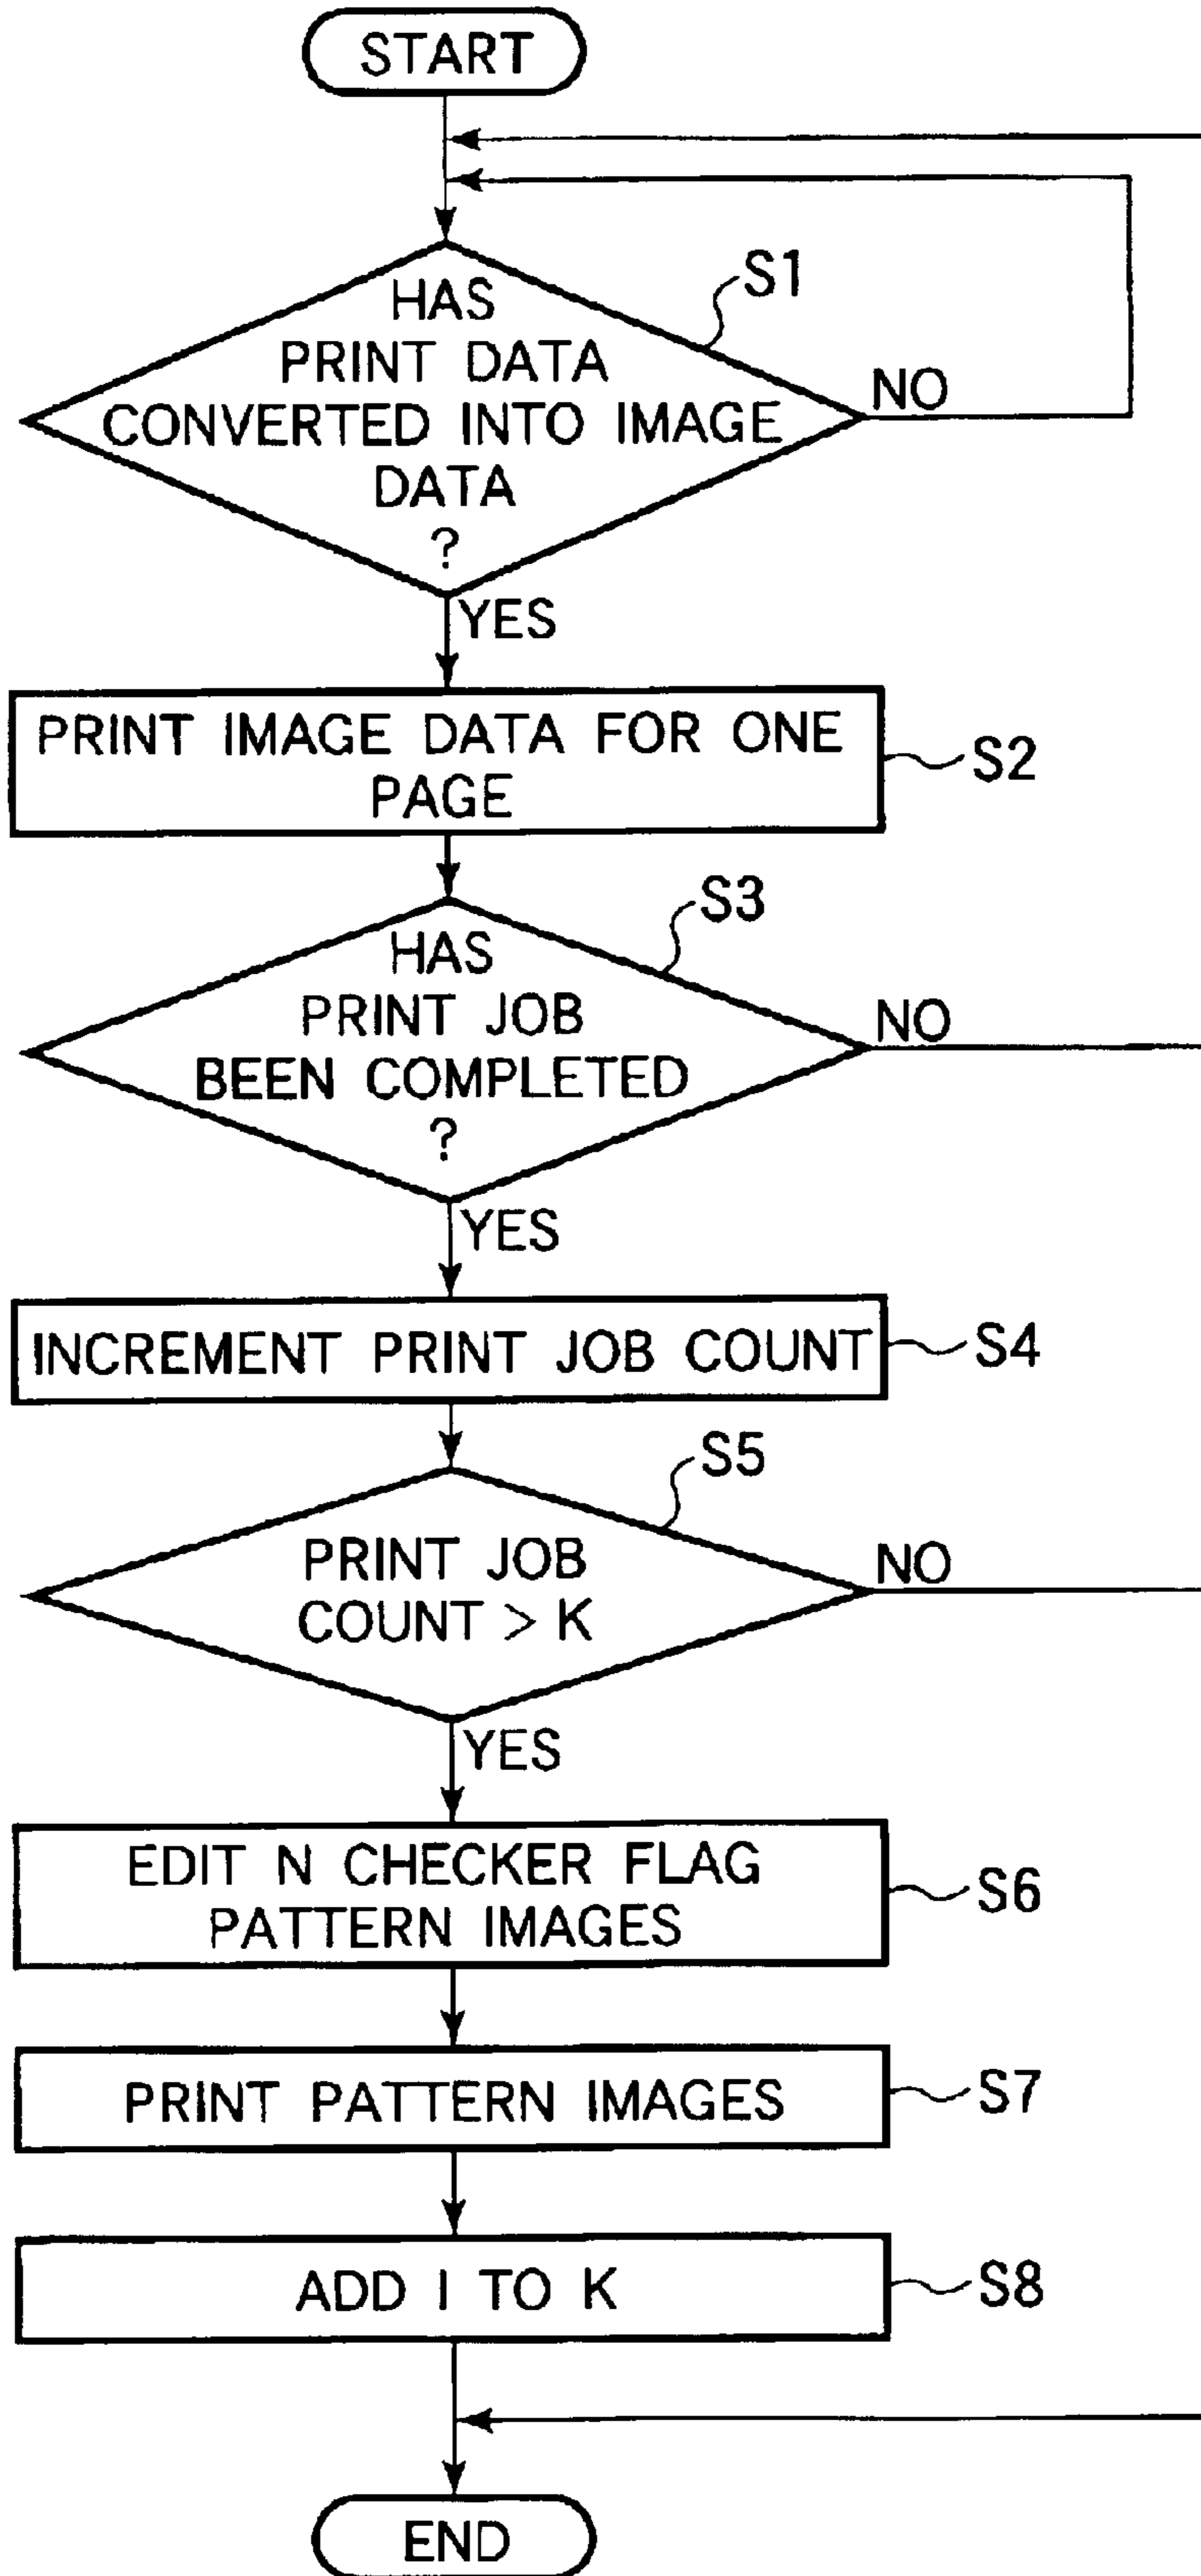 START
HAS
PRINT DATA
CONVERTED INTO IMAGE
DATA
?
S1
NO
YES
PRINT IMAGE DATA FOR ONE
PAGE
S2
HAS
PRINT JOB
BEEN COMPLETED
?
S3
NO
YES
INCREMENT PRINT JOB COUNT
S4
PRINT JOB
COUNT > K
S5
NO
YES
EDIT N CHECKER FLAG
PATTERN IMAGES
S6
PRINT PATTERN IMAGES
S7
ADD I TO K
S8
END